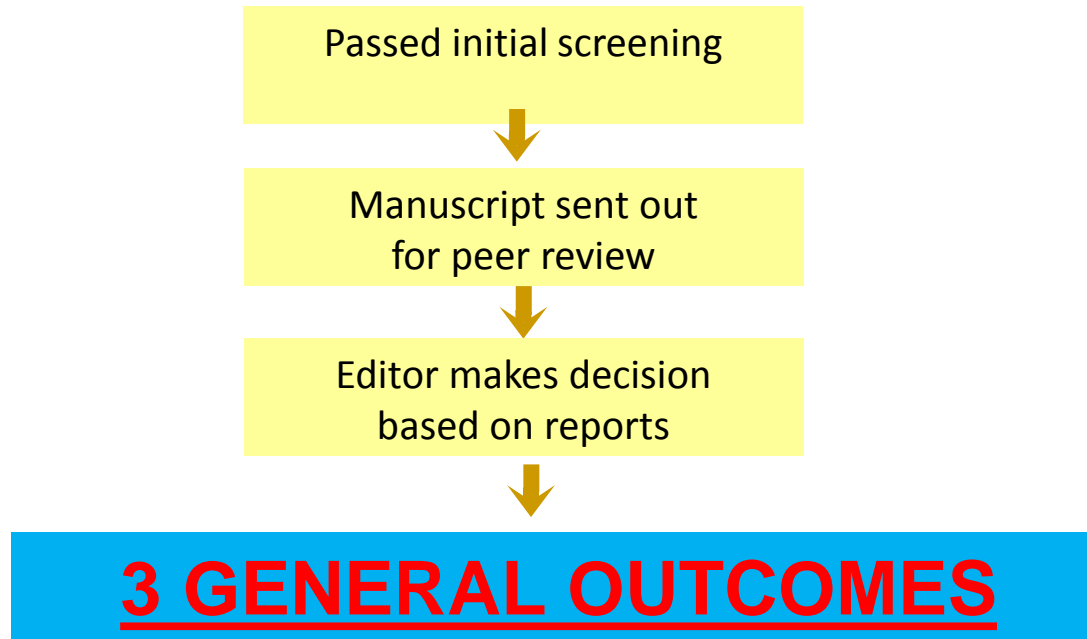 Passed initial screening
Manuscript sent out
for peer review
Editor makes decision
based on reports
3 GENERAL OUTCOMES